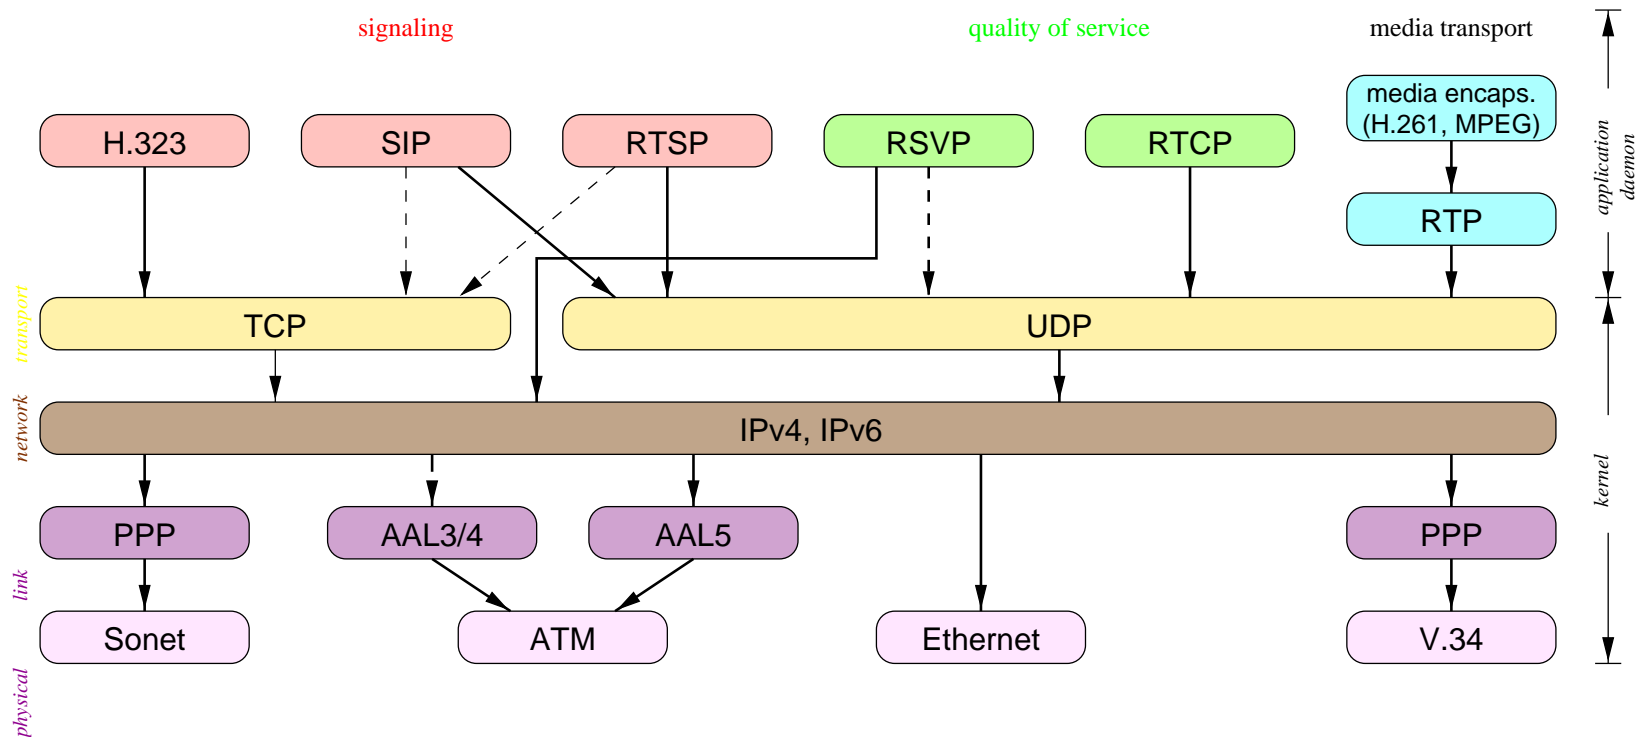 signaling
quality of service
media transport
media encaps.
(H.261, MPEG)
H.323
SIP
RTSP
RSVP
RTCP
RTP
application
daemon
transport
TCP
UDP
network
IPv4, IPv6
kernel
PPP
AAL3/4
AAL5
PPP
link
Sonet
ATM
Ethernet
V.34
physical